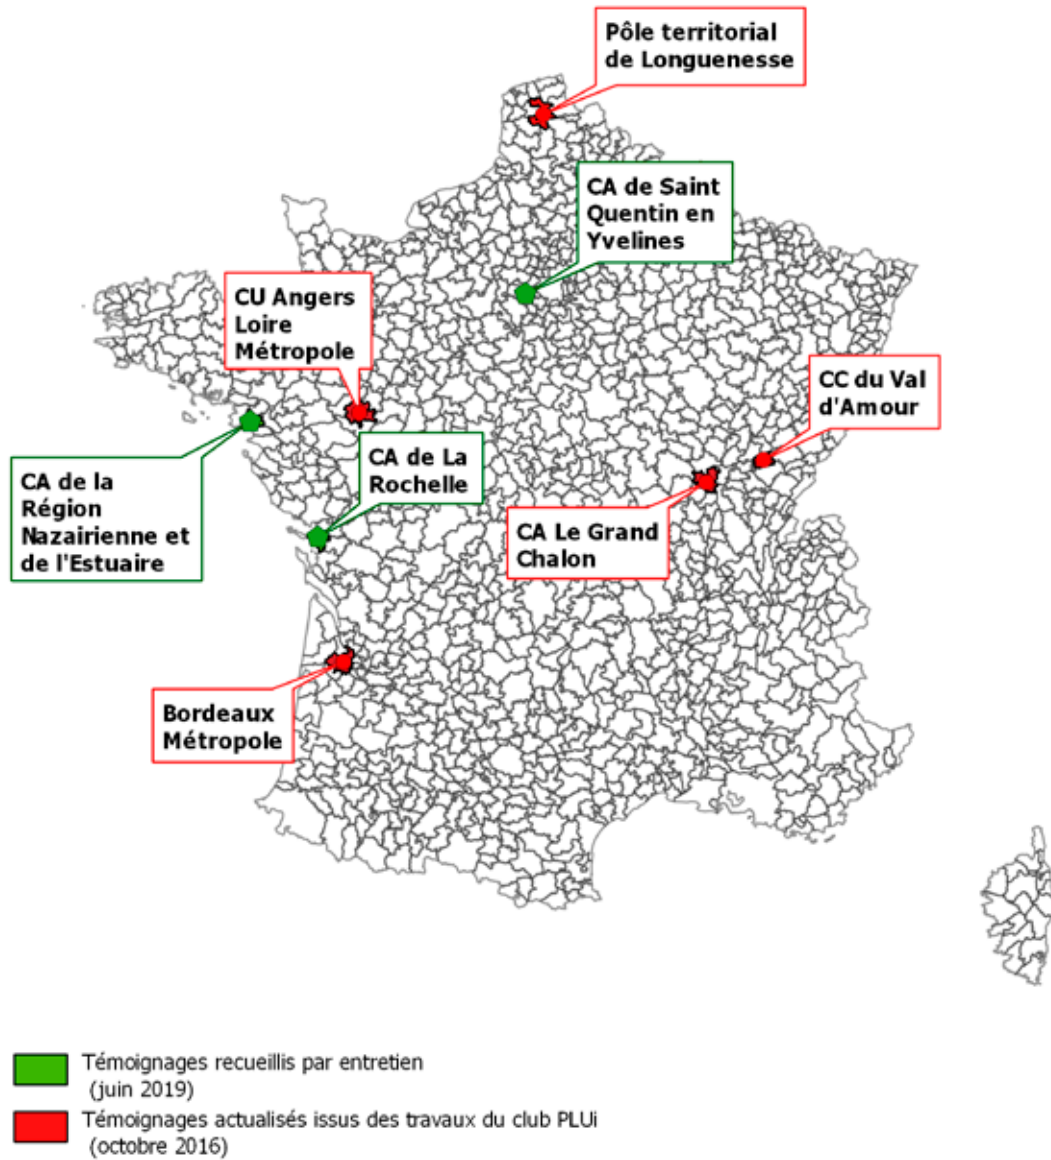 Pôle territorial
de Longuenesse
CA de Saint
Quentin en
Yvelines
CU Angers
Loire
Métropole
CC du Val
d'Amour
CA de La
Rochelle
CA de la
Région
Nazairienne et
de l'Estuaire
CA Le Grand
Chalon
Bordeaux
Métropole
Témoignages recueillis par entretien
(juin 2019)
Témoignages actualisés issus des travaux du club PLUi
(octobre 2016)